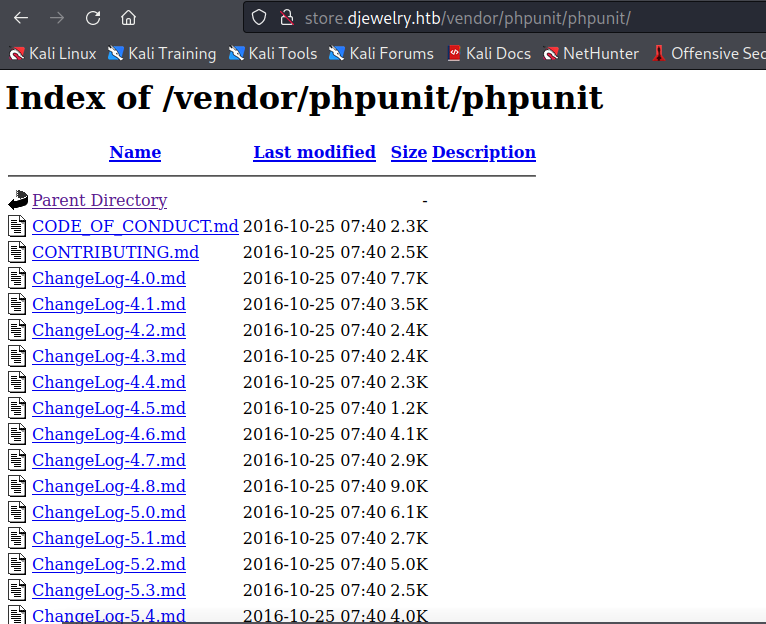 store.djewelry.htb/vendor/phpunit/phpunit/
Kali Linux Kali Training Kali Tools Kali Forums Kali Docs NetHunter Offensive Sec
Index of /vendor/phpunit/phpunit
Name Last modified Size Description
Parent Directory -
CODE_OF_CONDUCT.md 2016-10-25 07:40 2.3K
CONTRIBUTING.md 2016-10-25 07:40 2.5K
ChangeLog-4.0.md 2016-10-25 07:40 7.7K
ChangeLog-4.1.md 2016-10-25 07:40 3.5K
ChangeLog-4.2.md 2016-10-25 07:40 2.4K
ChangeLog-4.3.md 2016-10-25 07:40 2.4K
ChangeLog-4.4.md 2016-10-25 07:40 2.3K
ChangeLog-4.5.md 2016-10-25 07:40 1.2K
ChangeLog-4.6.md 2016-10-25 07:40 4.1K
ChangeLog-4.7.md 2016-10-25 07:40 2.9K
ChangeLog-4.8.md 2016-10-25 07:40 9.0K
ChangeLog-5.0.md 2016-10-25 07:40 6.1K
ChangeLog-5.1.md 2016-10-25 07:40 2.7K
ChangeLog-5.2.md 2016-10-25 07:40 5.0K
ChangeLog-5.3.md 2016-10-25 07:40 2.5K
ChangeLog-5.4.md 2016-10-25 07:40 4.0K